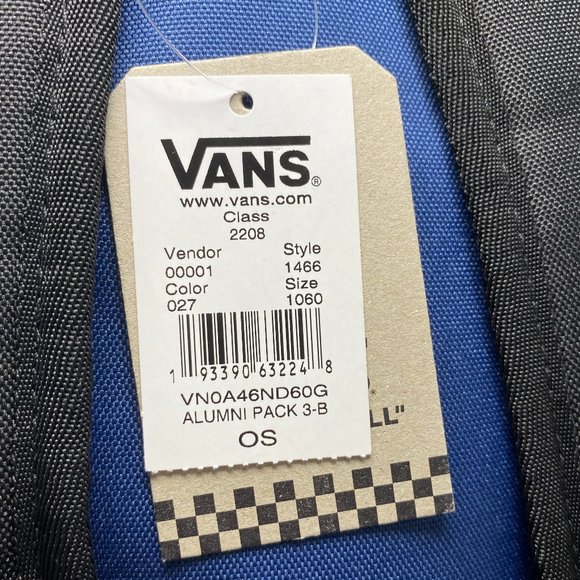 VANS®
www.vans.com
Class
2208
Vendor Style
00001 1466
Color Size
027 1060
1 93390 63224 8
VN0A46ND60G
ALUMNI PACK 3-B
OS
LL"